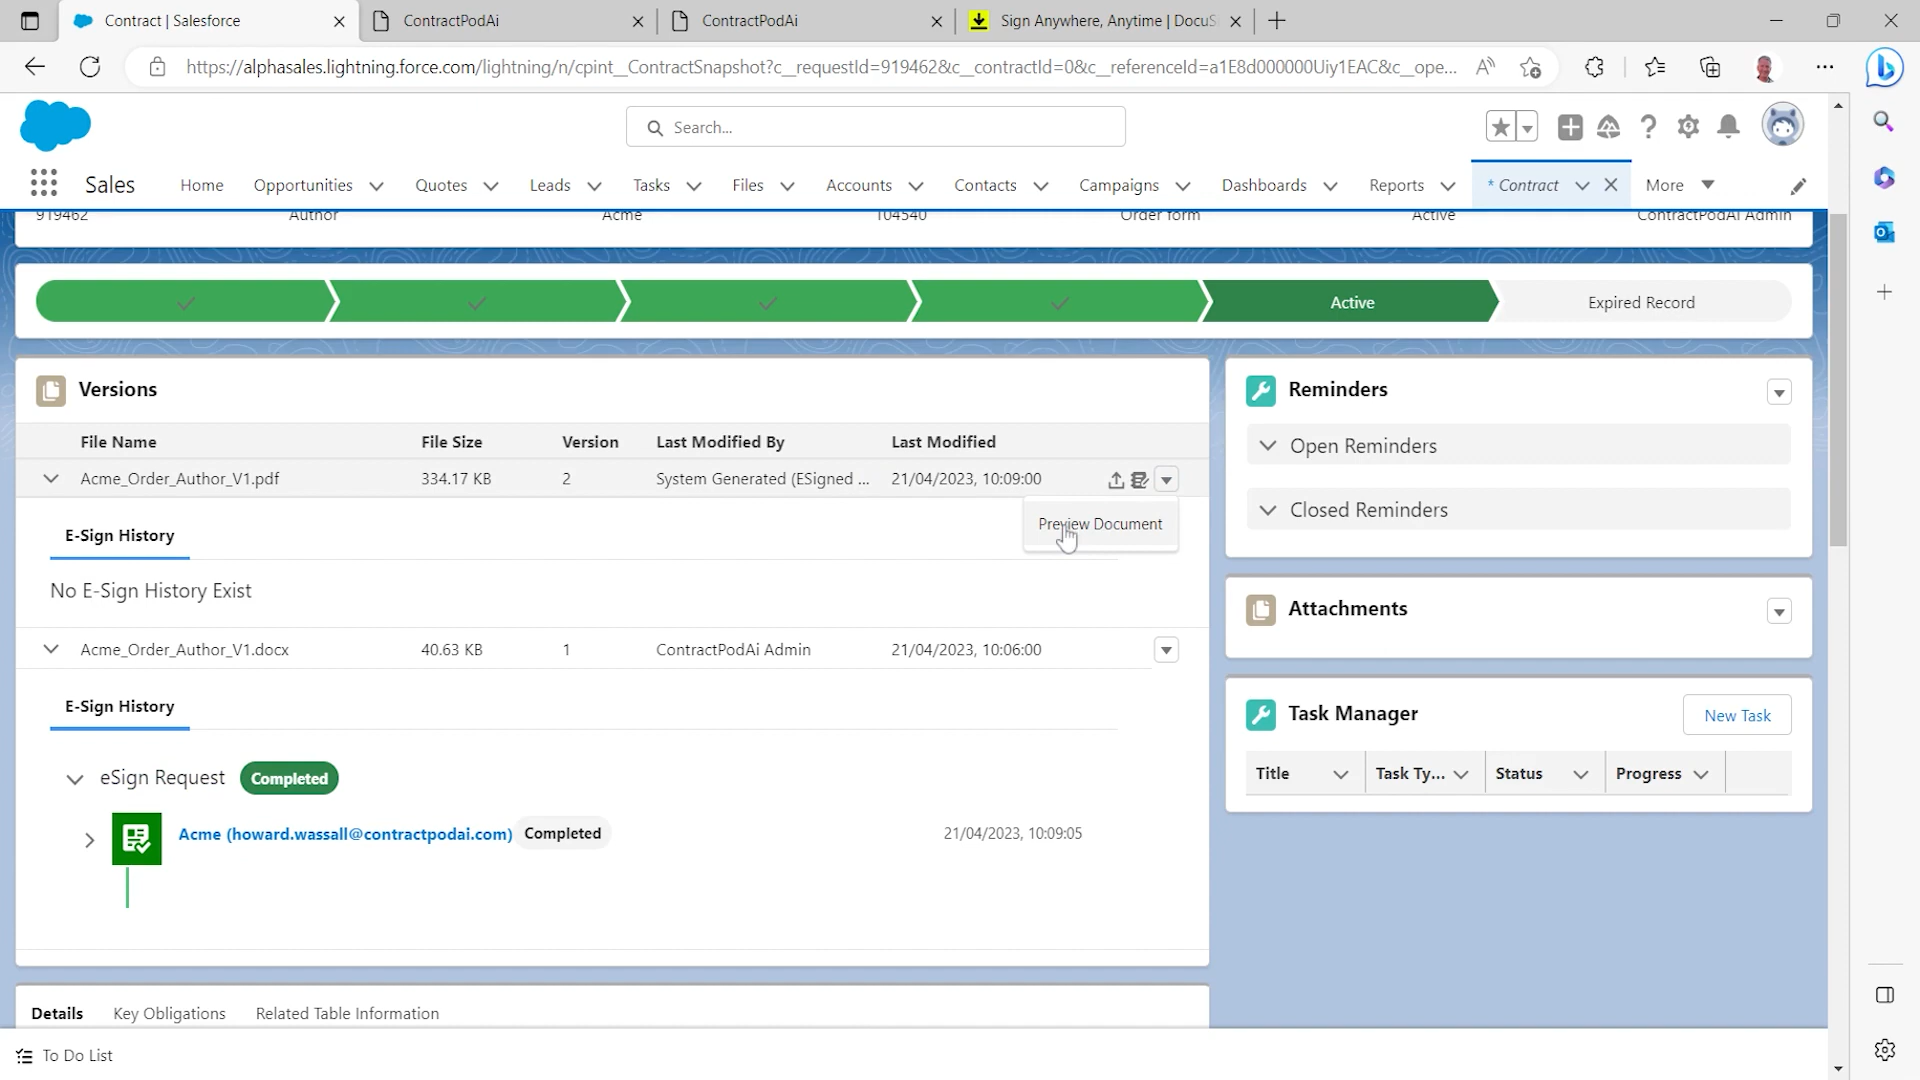 Contract | Salesforce
ContractPodAi
ContractPodAi
Sign Anywhere, Anytime | DocuS
https://alphasales.lightning.force.com/lightning/n/cpint__ContractSnapshot?c__requestId=919462&c__contractId=0&c__referenceId=a1E8d000000Uiy1EAC&c__ope...
Search...
Sales
Home
Opportunities
Quotes
Leads
Tasks
Files
Accounts
Contacts
Campaigns
Dashboards
Reports
* Contract
More
919462
Author
Acme
104540
Order form
Active
ContractPodAi Admin
Active
Expired Record
Versions
File Name
File Size
Version
Last Modified By
Last Modified
Acme_Order_Author_V1.pdf
334.17 KB
2
System Generated (ESigned ...
21/04/2023, 10:09:00
Preview Document
E-Sign History
No E-Sign History Exist
Acme_Order_Author_V1.docx
40.63 KB
1
ContractPodAi Admin
21/04/2023, 10:06:00
E-Sign History
eSign Request
Completed
Acme (howard.wassall@contractpodai.com)
Completed
21/04/2023, 10:09:05
Reminders
Open Reminders
Closed Reminders
Attachments
Task Manager
New Task
Title
Task Ty...
Status
Progress
Details
Key Obligations
Related Table Information
To Do List